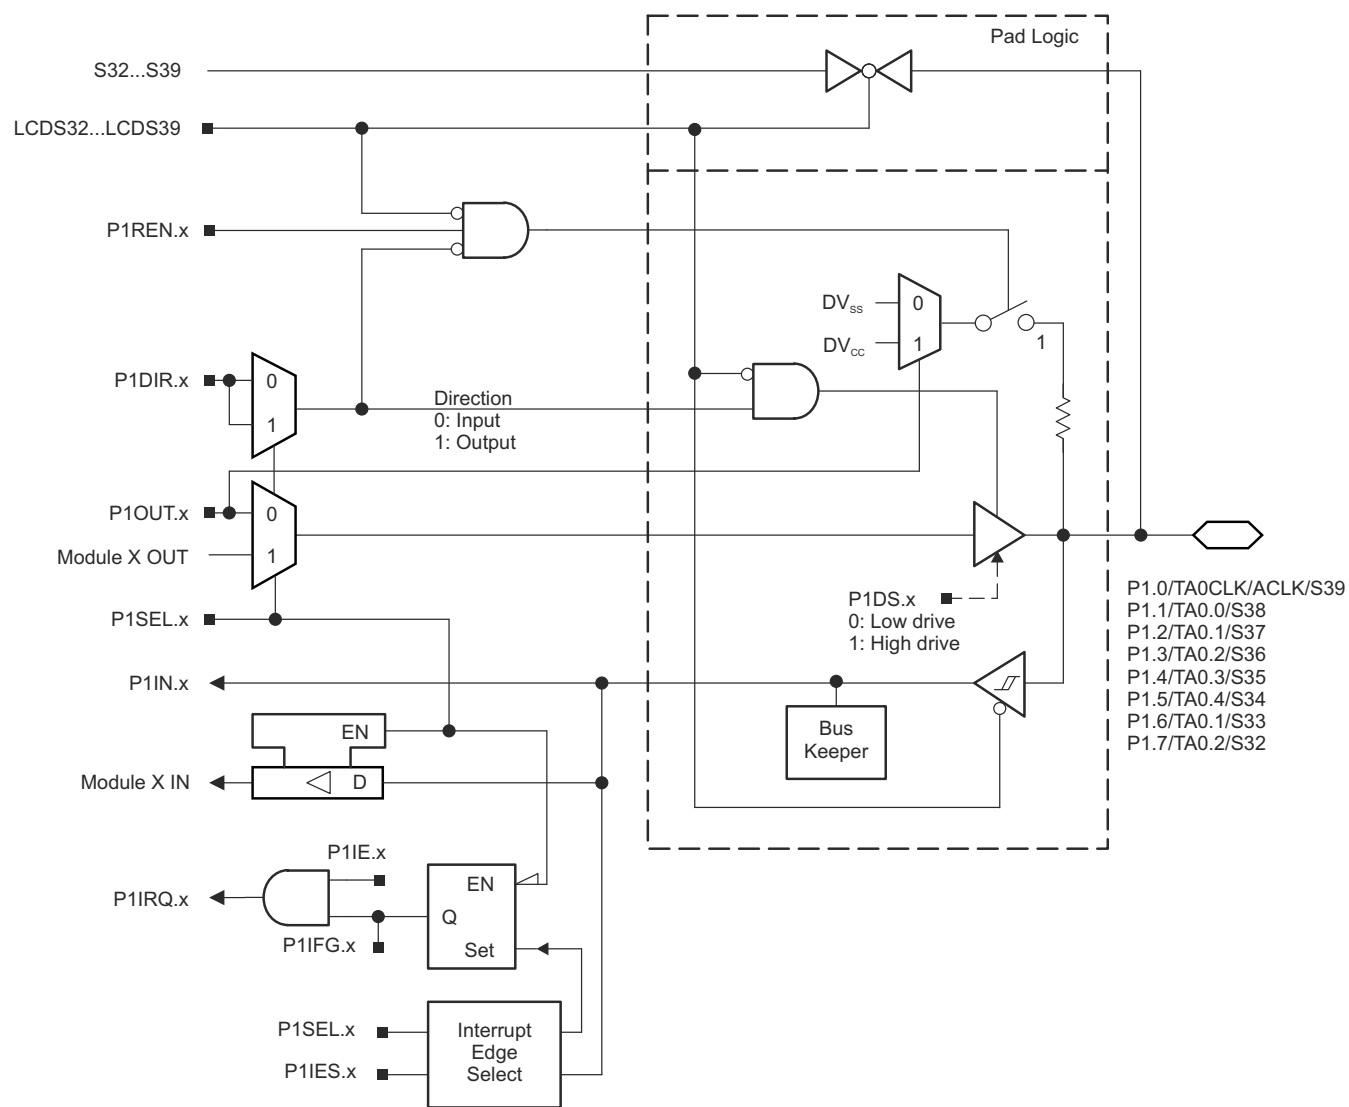 Pad Logic
S32...S39
LCDS32...LCDS39
P1REN.x
DVSS
0
DVCC
1
1
P1DIR.x
0
1
Direction
0: Input
1: Output
P1OUT.x
0
Module X OUT
1
P1DS.x
0: Low drive
1: High drive
P1SEL.x
P1.0/TA0CLK/ACLK/S39
P1.1/TA0.0/S38
P1.2/TA0.1/S37
P1.3/TA0.2/S36
P1.4/TA0.3/S35
P1.5/TA0.4/S34
P1.6/TA0.1/S33
P1.7/TA0.2/S32
P1IN.x
Bus
Keeper
EN
Module X IN
D
P1IE.x
EN
P1IRQ.x
Q
P1IFG.x
Set
P1SEL.x
P1IES.x
Interrupt
Edge
Select